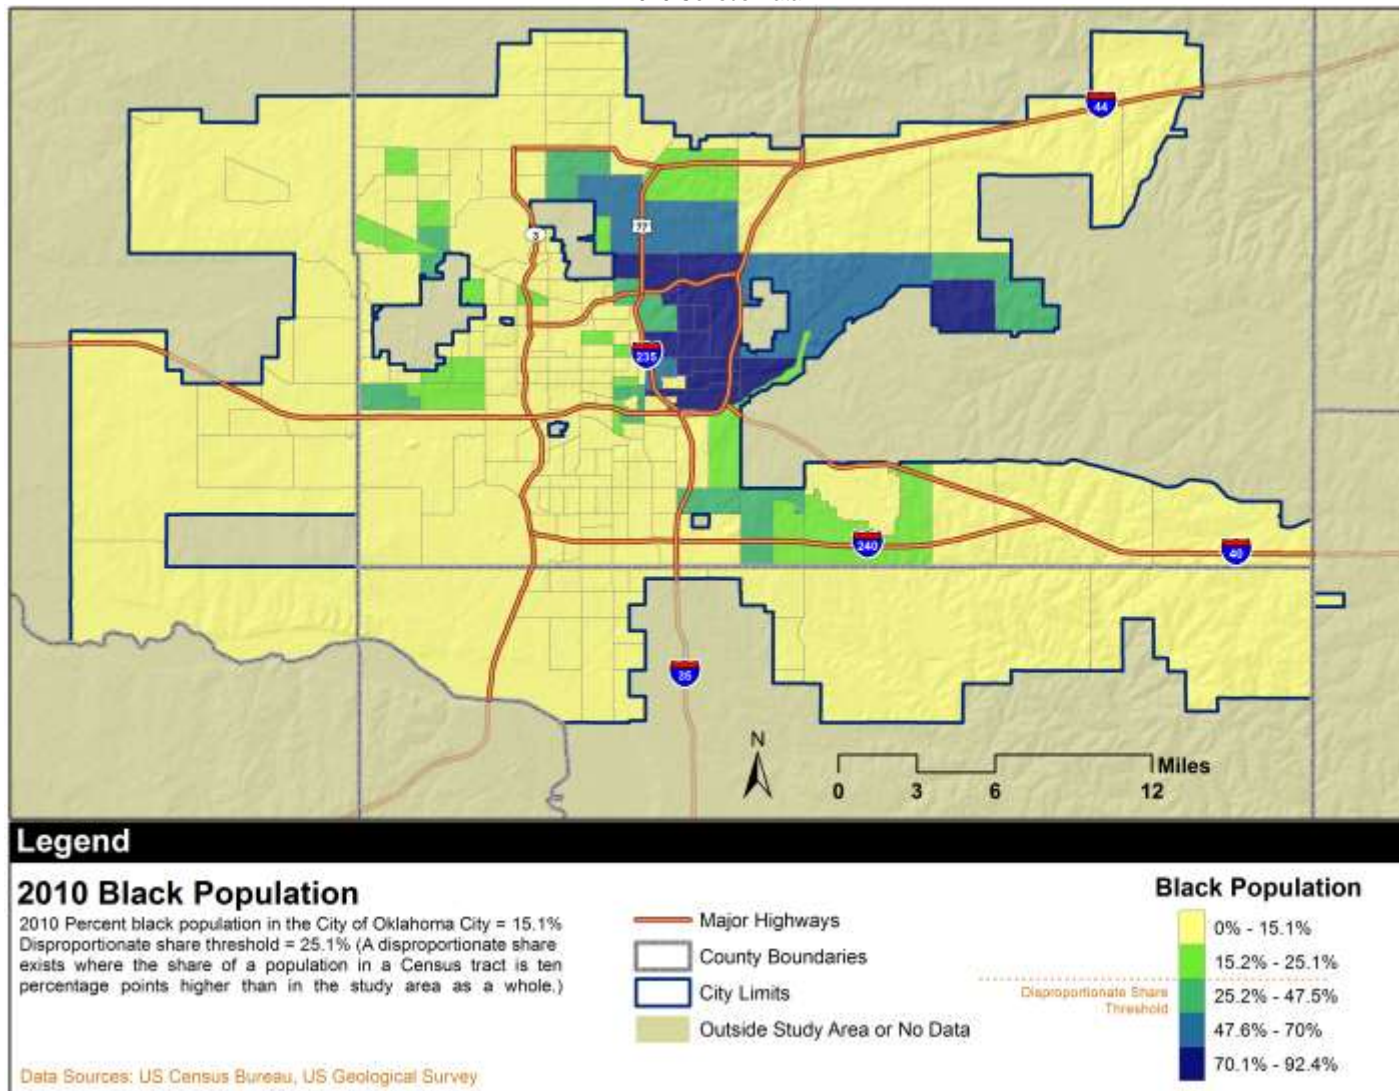 44
3
77
235
240
40
35
N
Miles
0 3 6 12
Legend
2010 Black Population
2010 Percent black population in the City of Oklahoma City = 15.1%
Disproportionate share threshold = 25.1% (A disproportionate share
exists where the share of a population in a Census tract is ten
percentage points higher than in the study area as a whole.)
Data Sources: US Census Bureau, US Geological Survey
Major Highways
County Boundaries
City Limits
Outside Study Area or No Data
Black Population
0% - 15.1%
15.2% - 25.1%
Disproportionate Share
Threshold
25.2% - 47.5%
47.6% - 70%
70.1% - 92.4%